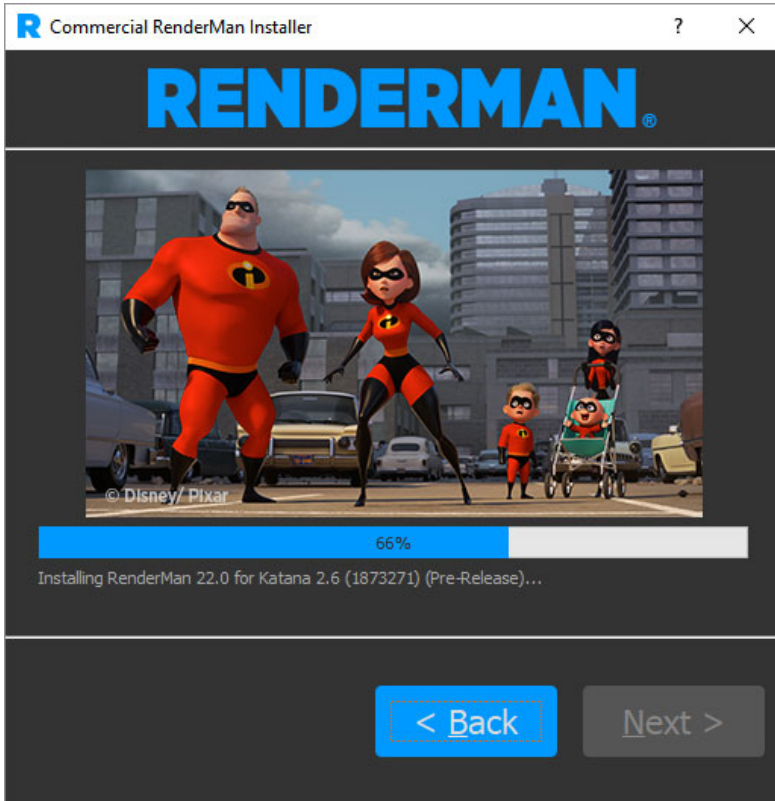 R Commercial RenderMan Installer ? ×
RENDERMAN®
© Disney/ Pixar
66%
Installing RenderMan 22.0 for Katana 2.6 (1873271) (Pre-Release)...
< Back
Next >